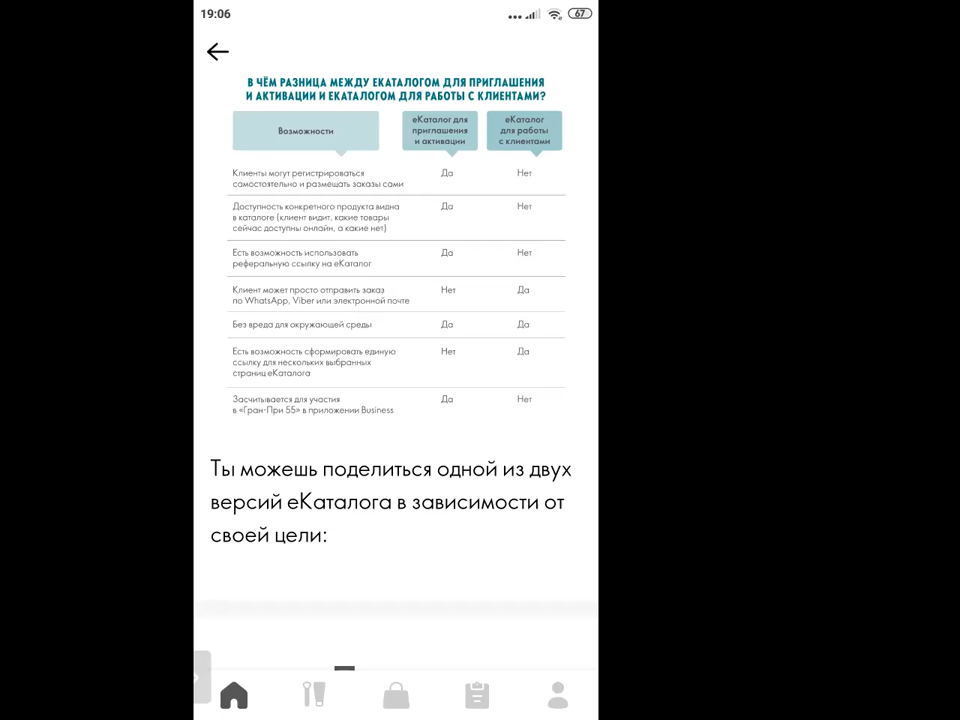 19:06
67
В ЧЁМ РАЗНИЦА МЕЖДУ ЕКАТАЛОГОМ ДЛЯ ПРИГЛАШЕНИЯ
И АКТИВАЦИИ И ЕКАТАЛОГОМ ДЛЯ РАБОТЫ С КЛИЕНТАМИ?
Возможности
еКаталог для
приглашения
и активации
еКаталог
для работы
с клиентами
Клиенты могут регистрироваться
самостоятельно и размещать заказы сами
Да
Нет
Доступность конкретного продукта видна
в каталоге (клиент видит, какие товары
сейчас доступны онлайн, а какие нет)
Да
Нет
Есть возможность использовать
реферальную ссылку на еКаталог
Да
Нет
Клиент может просто отправить заказ
по WhatsApp, Viber или электронной почте
Нет
Да
Без вреда для окружающей среды
Да
Да
Есть возможность сформировать единую
ссылку для нескольких выбранных
страниц еКаталога
Нет
Да
Засчитывается для участия
в «Гран-При 55» в приложении Business
Да
Нет
Ты можешь поделиться одной из двух
версий еКаталога в зависимости от
своей цели: